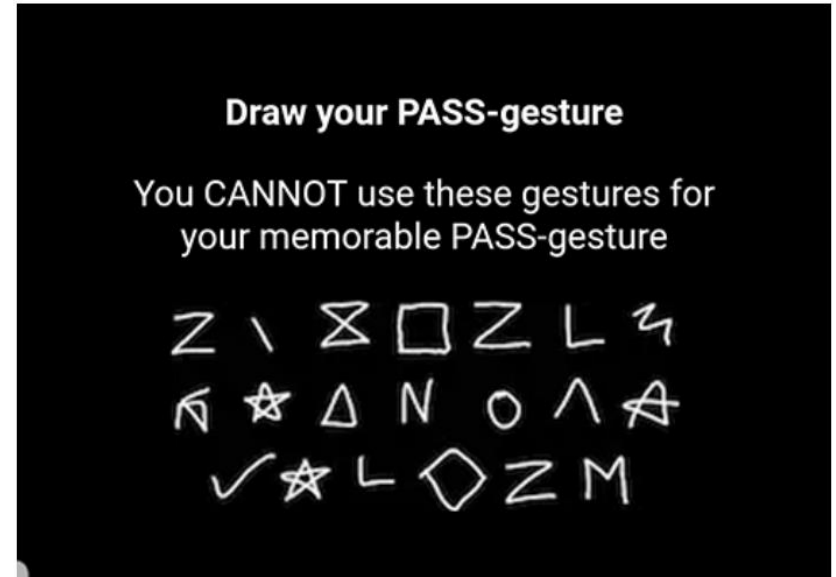 Draw your PASS-gesture
You CANNOT use these gestures for
your memorable PASS-gesture